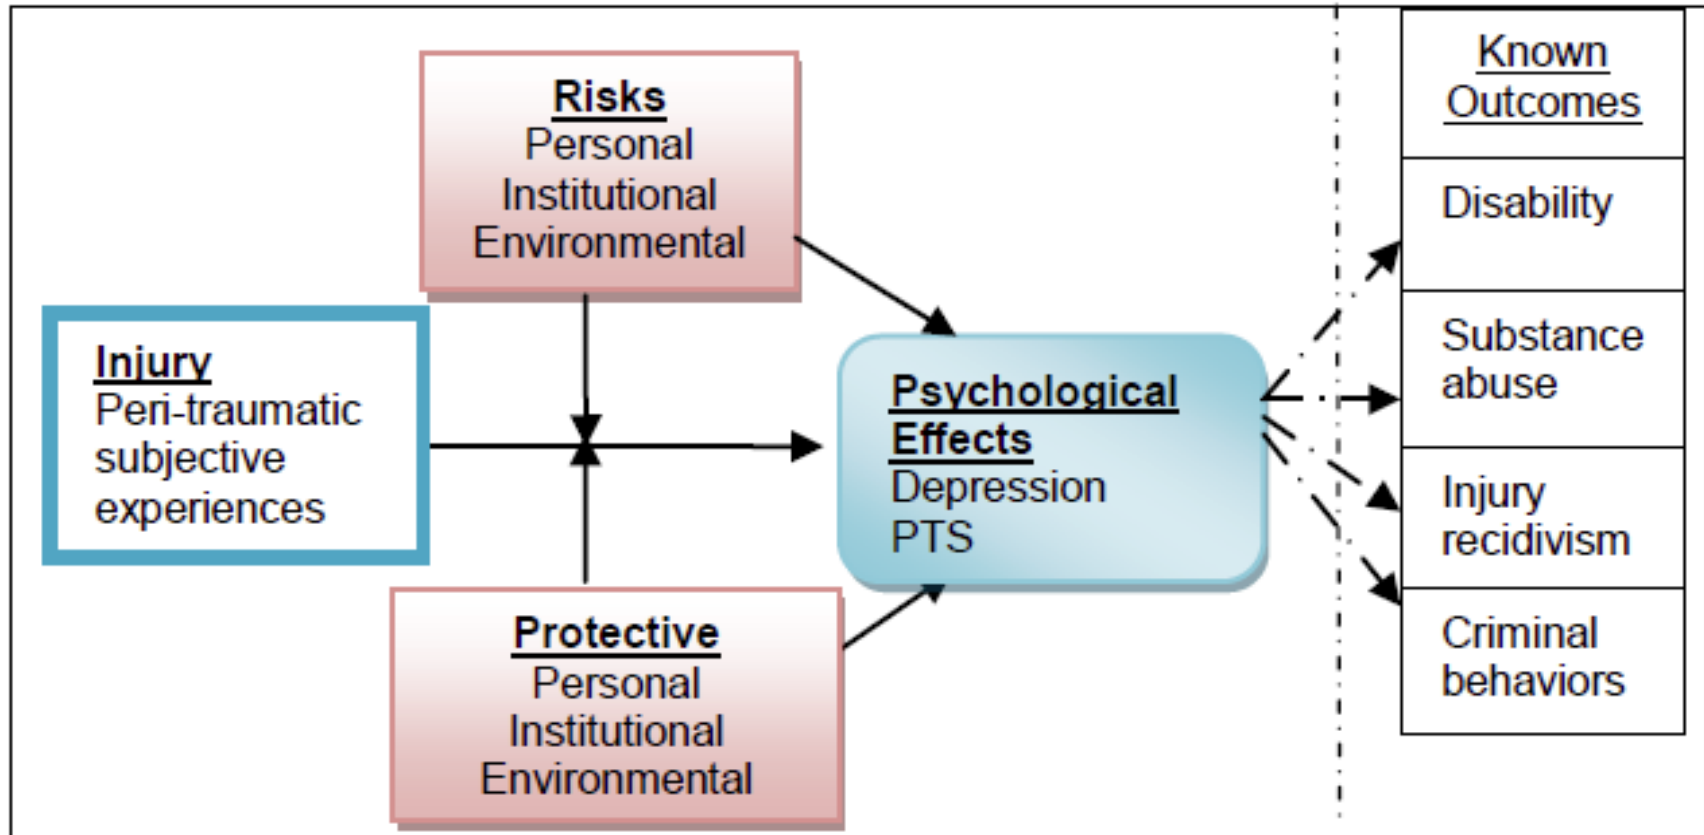 Risks
Personal
Institutional
Environmental
Injury
Peri-traumatic
subjective
experiences
Protective
Personal
Institutional
Environmental
Psychological
Effects
Depression
PTS
Known
Outcomes
Disability
Substance
abuse
Injury
recidivism
Criminal
behaviors